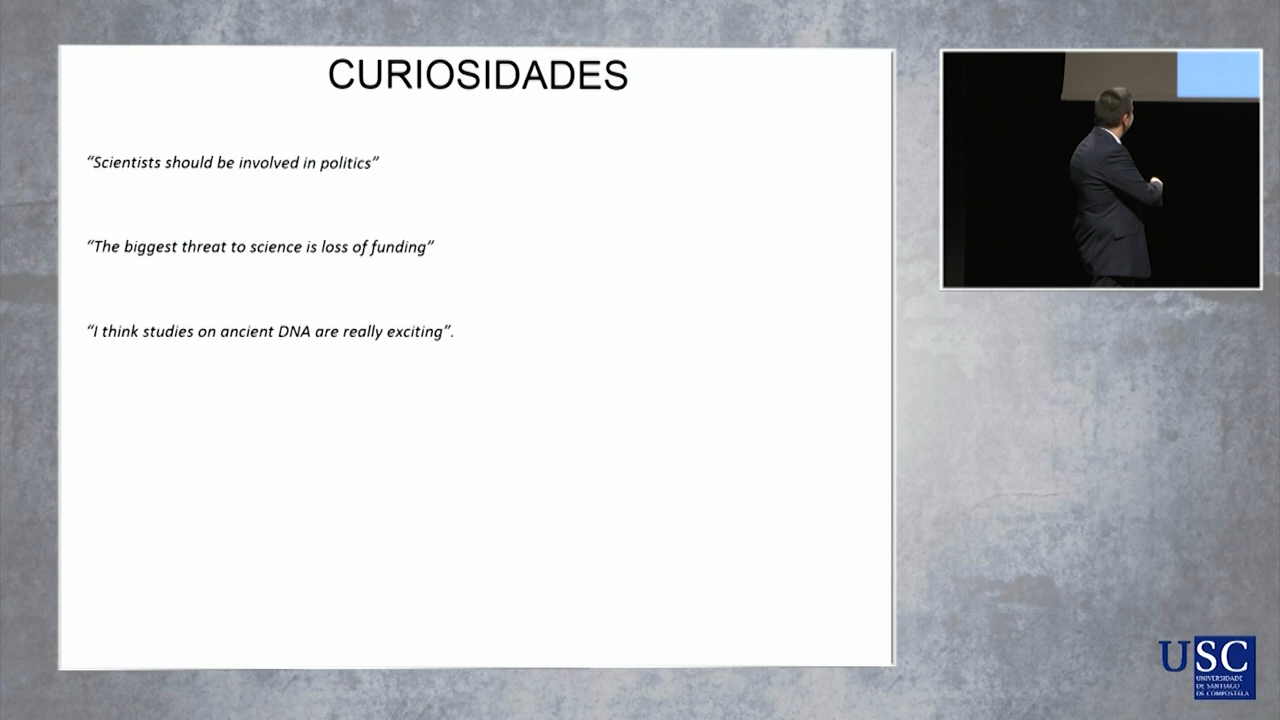 CURIOSIDADES
“Scientists should be involved in politics”
“The biggest threat to science is loss of funding”
“I think studies on ancient DNA are really exciting”.
USC
UNIVERSIDADE
DE SANTIAGO
DE COMPOSTELA